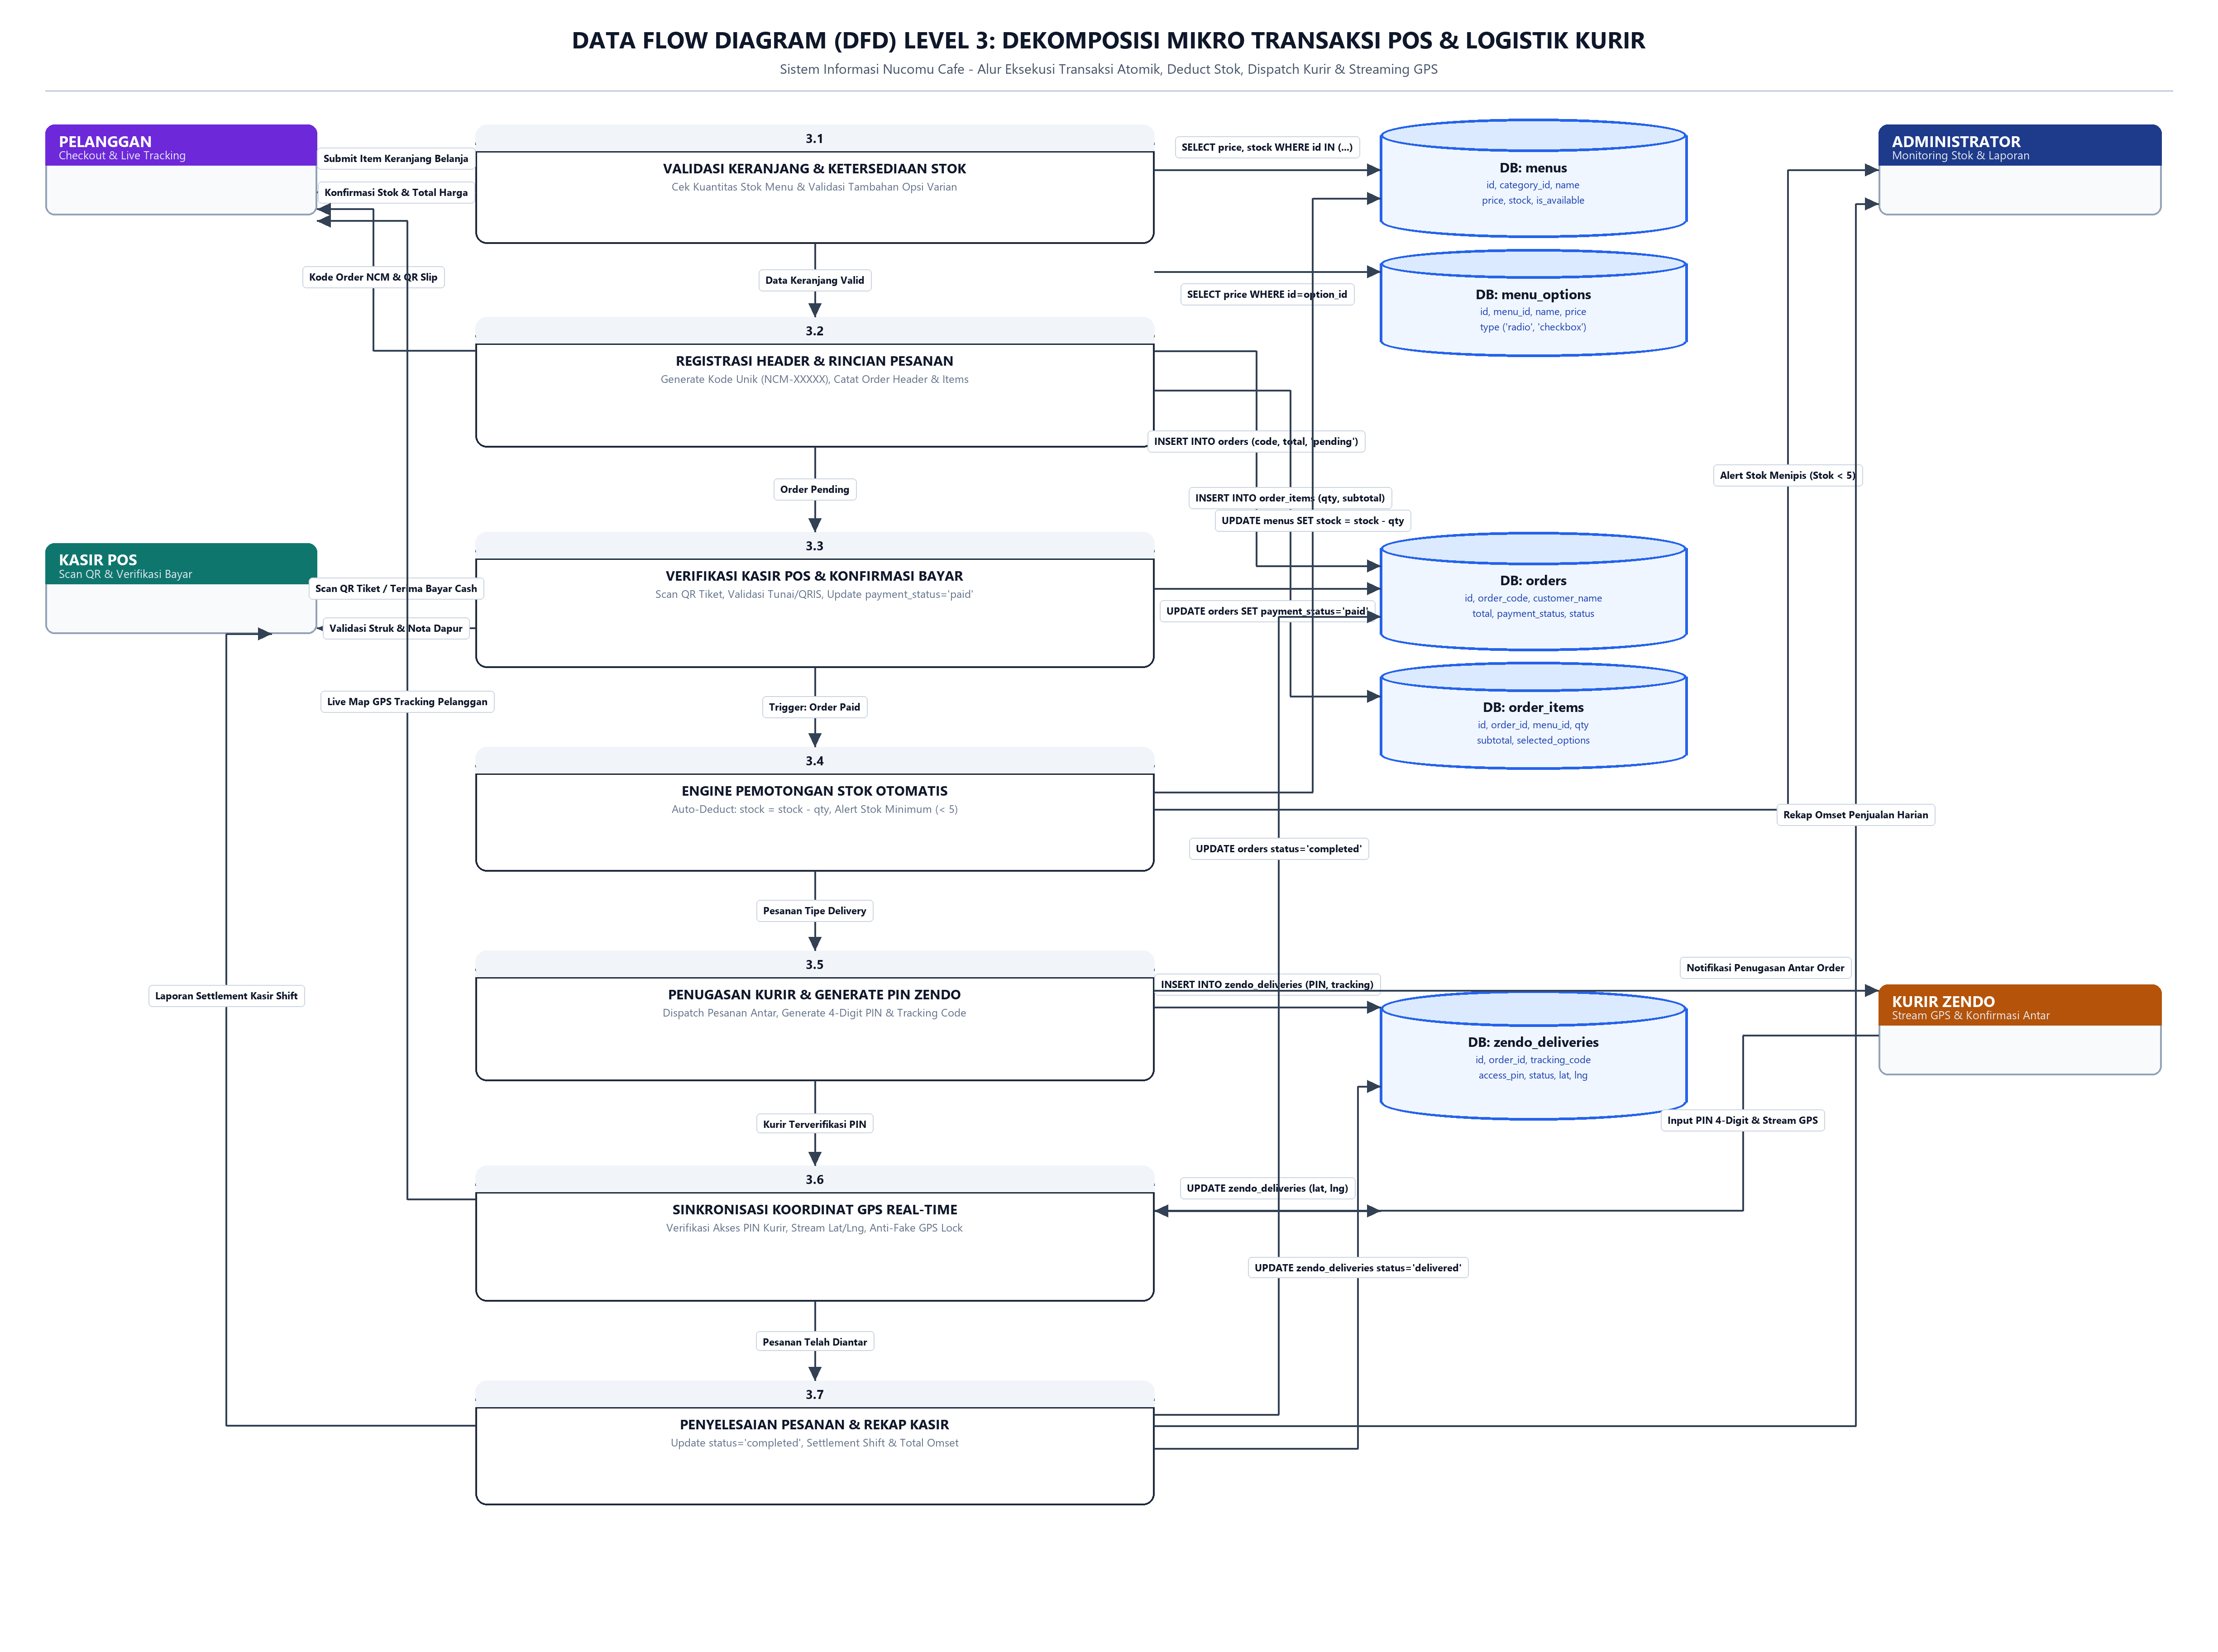 DATA FLOW DIAGRAM (DFD) LEVEL 3: DEKOMPOSISI MIKRO TRANSAKSI POS & LOGISTIK KURIR
Sistem Informasi Nucomu Cafe - Alur Eksekusi Transaksi Atomik, Deduct Stok, Dispatch Kurir & Streaming GPS
PELANGGAN
Checkout & Live Tracking
Submit Item Keranjang Belanja
Konfirmasi Stok & Total Harga
3.1
VALIDASI KERANJANG & KETERSEDIAAN STOK
Cek Kuantitas Stok Menu & Validasi Tambahan Opsi Varian
SELECT price, stock WHERE id IN (...)
DB: menus
id, category_id, name
price, stock, is_available
ADMINISTRATOR
Monitoring Stok & Laporan
Kode Order NCM & QR Slip
Data Keranjang Valid
SELECT price WHERE id=option_id
DB: menu_options
id, menu_id, name, price
type ('radio', 'checkbox')
3.2
REGISTRASI HEADER & RINCIAN PESANAN
Generate Kode Unik (NCM-XXXXX), Catat Order Header & Items
INSERT INTO orders (code, total, 'pending')
Alert Stok Menipis (Stok < 5)
Order Pending
INSERT INTO order_items (qty, subtotal)
UPDATE menus SET stock = stock - qty
KASIR POS
Scan QR & Verifikasi Bayar
Scan QR Tiket / Terima Bayar Cash
Validasi Struk & Nota Dapur
3.3
VERIFIKASI KASIR POS & KONFIRMASI BAYAR
Scan QR Tiket, Validasi Tunai/QRIS, Update payment_status='paid'
UPDATE orders SET payment_status='paid'
DB: orders
id, order_code, customer_name
total, payment_status, status
Live Map GPS Tracking Pelanggan
Trigger: Order Paid
DB: order_items
id, order_id, menu_id, qty
subtotal, selected_options
3.4
ENGINE PEMOTONGAN STOK OTOMATIS
Auto-Deduct: stock = stock - qty, Alert Stok Minimum (< 5)
Rekap Omset Penjualan Harian
UPDATE orders status='completed'
Pesanan Tipe Delivery
Laporan Settlement Kasir Shift
3.5
PENUGASAN KURIR & GENERATE PIN ZENDO
Dispatch Pesanan Antar, Generate 4-Digit PIN & Tracking Code
INSERT INTO zendo_deliveries (PIN, tracking)
Notifikasi Penugasan Antar Order
DB: zendo_deliveries
id, order_id, tracking_code
access_pin, status, lat, lng
KURIR ZENDO
Stream GPS & Konfirmasi Antar
Kurir Terverifikasi PIN
Input PIN 4-Digit & Stream GPS
3.6
SINKRONISASI KOORDINAT GPS REAL-TIME
Verifikasi Akses PIN Kurir, Stream Lat/Lng, Anti-Fake GPS Lock
UPDATE zendo_deliveries (lat, lng)
UPDATE zendo_deliveries status='delivered'
Pesanan Telah Diantar
3.7
PENYELESAIAN PESANAN & REKAP KASIR
Update status='completed', Settlement Shift & Total Omset